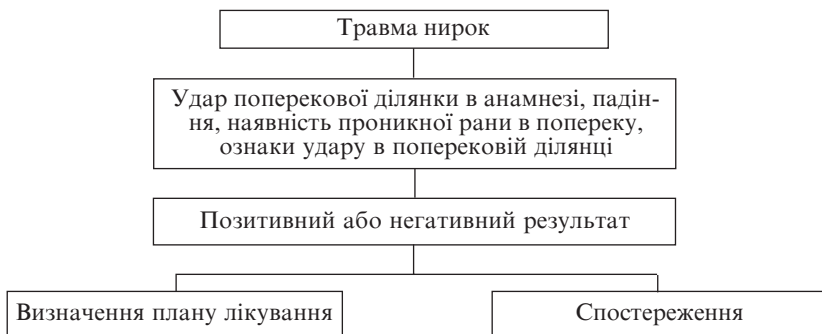 Травма нирок
Удар поперекової ділянки в анамнезі, падін-
ня, наявність проникної рани в попереку,
ознаки удару в поперековій ділянці
Позитивний або негативний результат
Визначення плану лікування
Спостереження